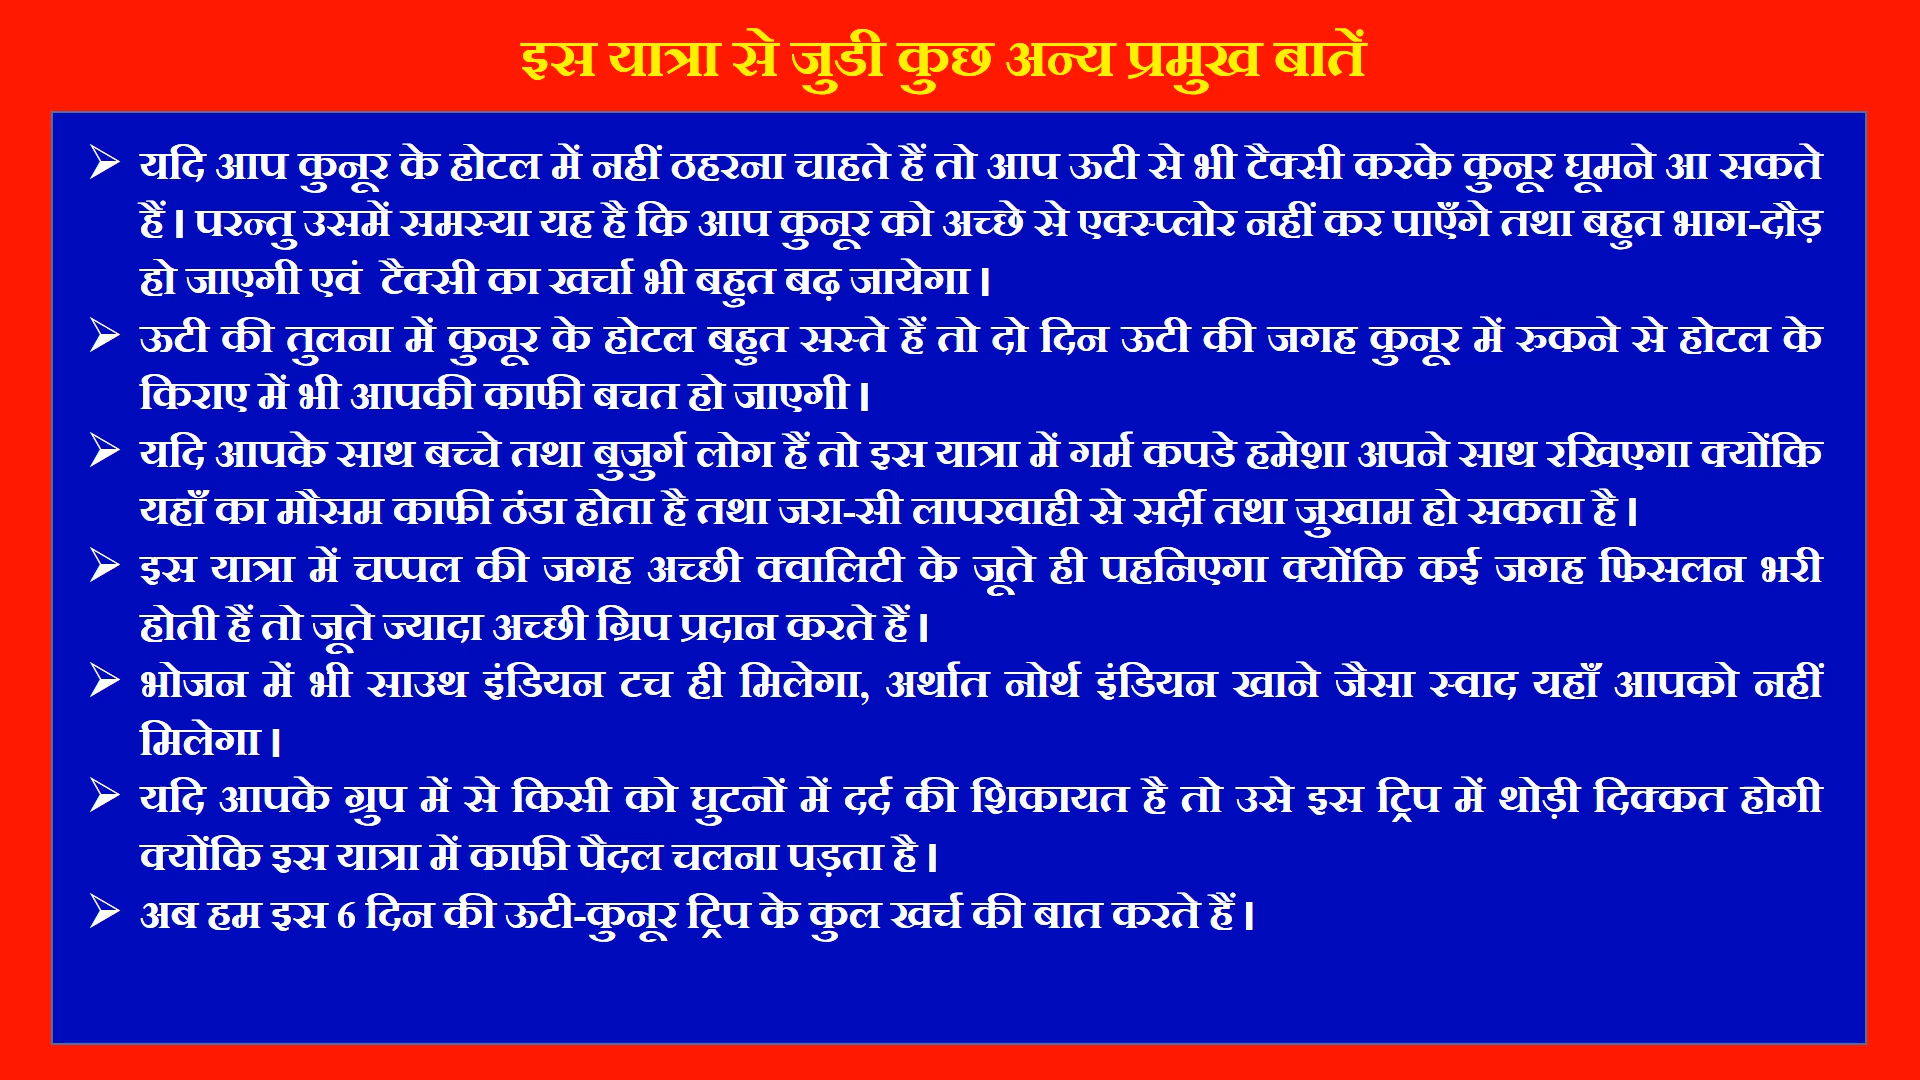 इस यात्रा से जुडी कुछ अन्य प्रमुख बातें
➢ यदि आप कुनूर के होटल में नहीं ठहरना चाहते हैं तो आप ऊटी से भी टैक्सी करके कुनूर घूमने आ सकते
हैं। परन्तु उसमें समस्या यह है कि आप कुनूर को अच्छे से एक्स्प्लोर नहीं कर पाएँगे तथा बहुत भाग-दौड़
हो जाएगी एवं टैक्सी का खर्चा भी बहुत बढ़ जायेगा।
➢ ऊटी की तुलना में कुनूर के होटल बहुत सस्ते हैं तो दो दिन ऊटी की जगह कुनूर में रुकने से होटल के
किराए में भी आपकी काफी बचत हो जाएगी।
➢ यदि आपके साथ बच्चे तथा बुजुर्ग लोग हैं तो इस यात्रा में गर्म कपडे हमेशा अपने साथ रखिएगा क्योंकि
यहाँ का मौसम काफी ठंडा होता है तथा जरा-सी लापरवाही से सर्दी तथा जुखाम हो सकता है।
➢ इस यात्रा में चप्पल की जगह अच्छी क्वालिटी के जूते ही पहनिएगा क्योंकि कई जगह फिसलन भरी
होती हैं तो जूते ज्यादा अच्छी ग्रिप प्रदान करते हैं।
➢ भोजन में भी साउथ इंडियन टच ही मिलेगा, अर्थात नोर्थ इंडियन खाने जैसा स्वाद यहाँ आपको नहीं
मिलेगा।
➢ यदि आपके ग्रुप में से किसी को घुटनों में दर्द की शिकायत है तो उसे इस ट्रिप में थोड़ी दिक्कत होगी
क्योंकि इस यात्रा में काफी पैदल चलना पड़ता है।
➢ अब हम इस 6 दिन की ऊटी-कुनूर ट्रिप के कुल खर्च की बात करते हैं।